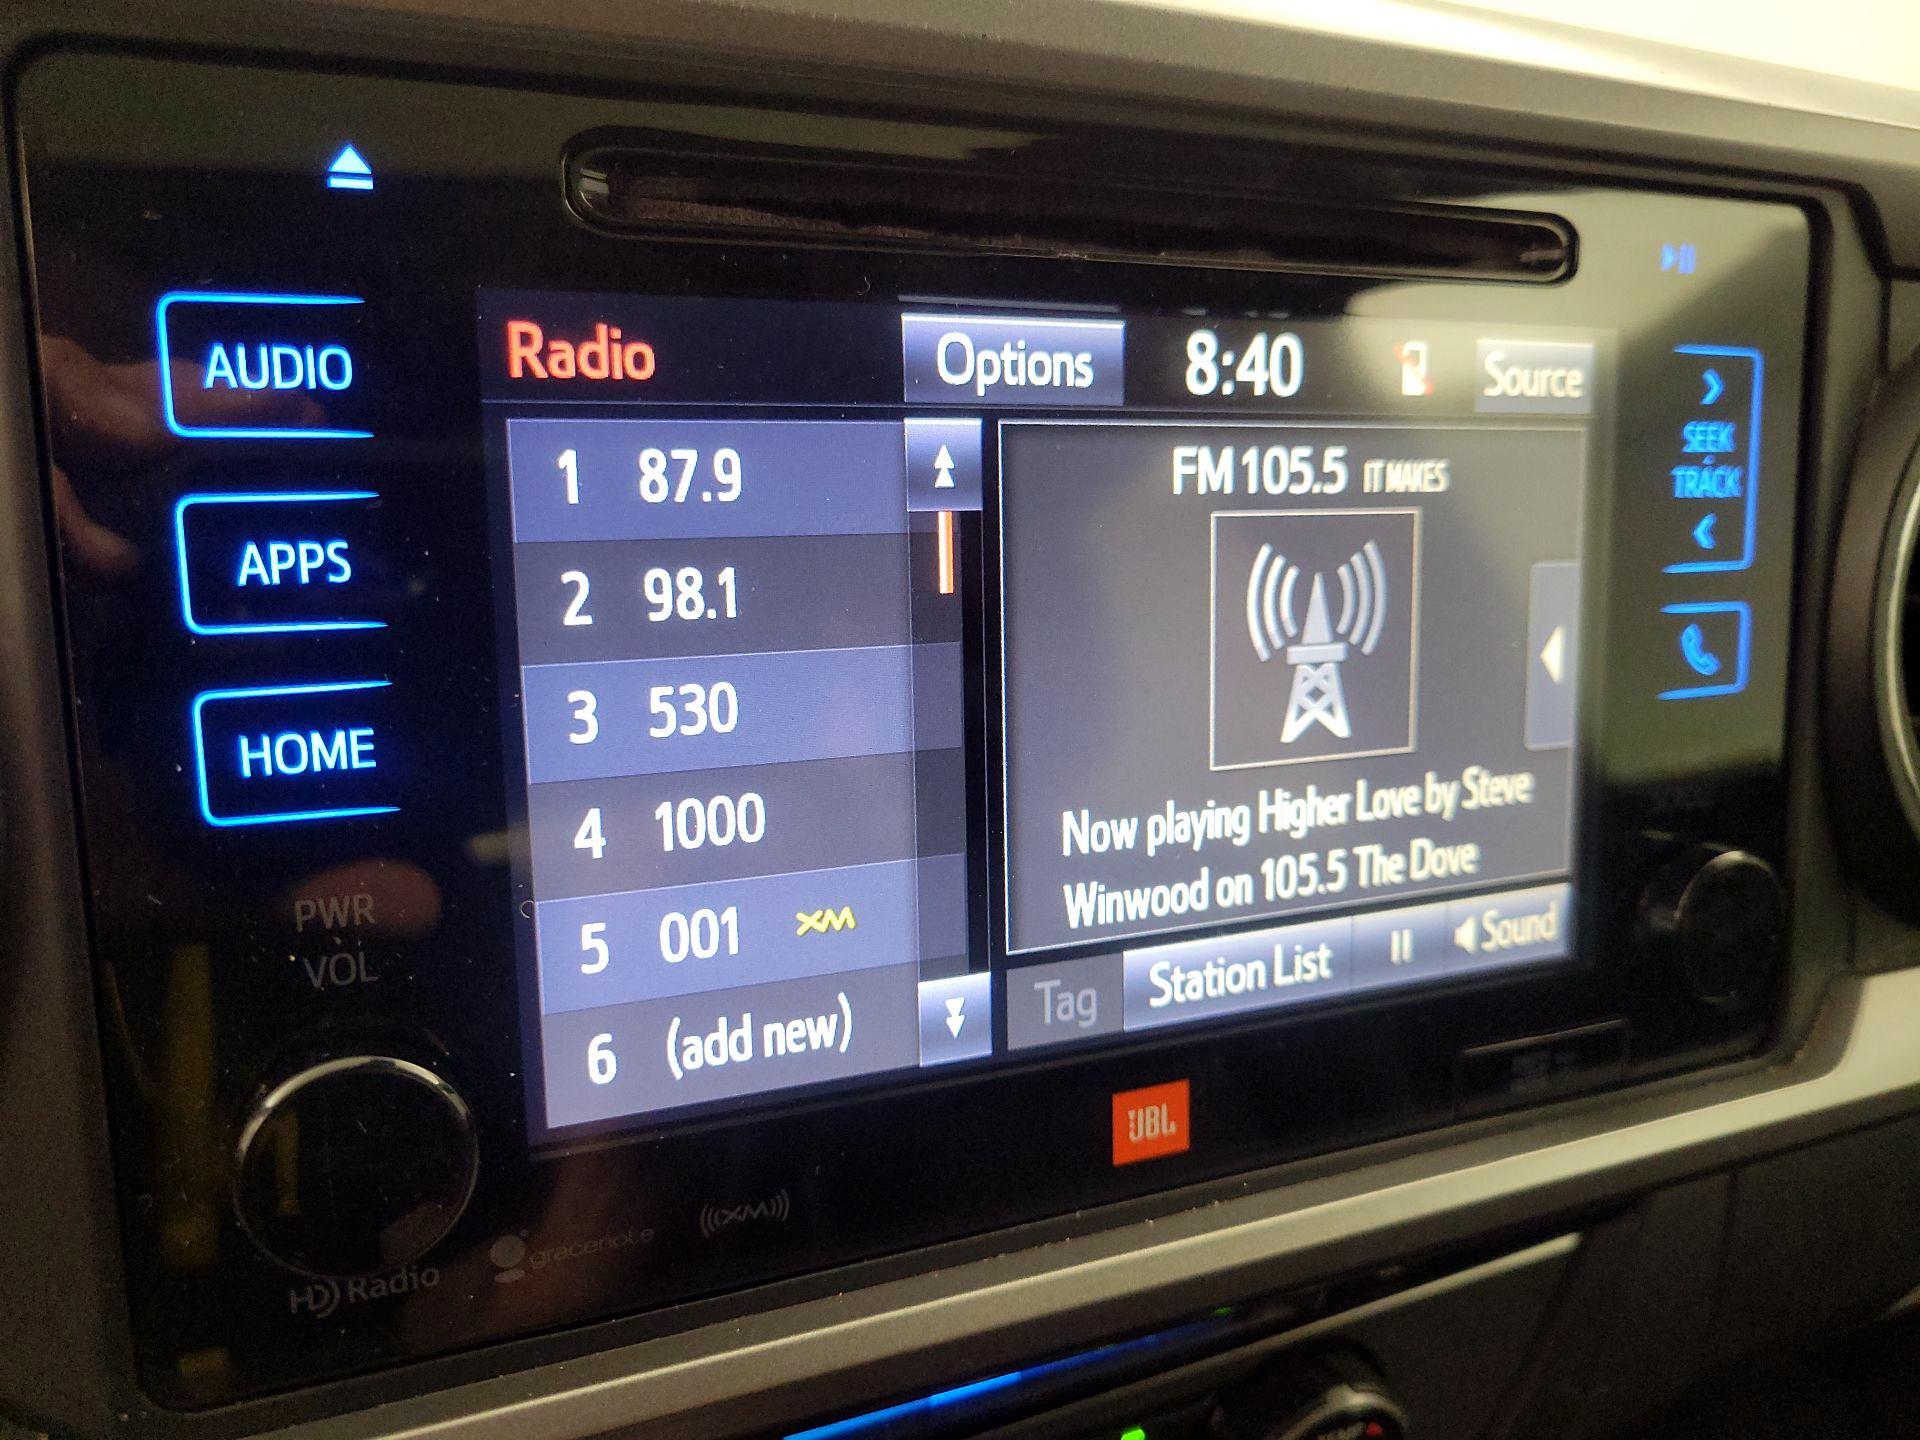 AUDIO
APPS
HOME
PWR
VOL
Radio
Options
8:40
Source
1 87.9
2 98.1
3 530
4 1000
5 001 XM
6 (add new)
FM 105.5 IT MAKES
Now playing Higher Love by Steve
Winwood on 105.5 The Dove
Tag
Station List
Sound
SEEK
TRACK
JBL
HD Radio
gracenote
((XM))